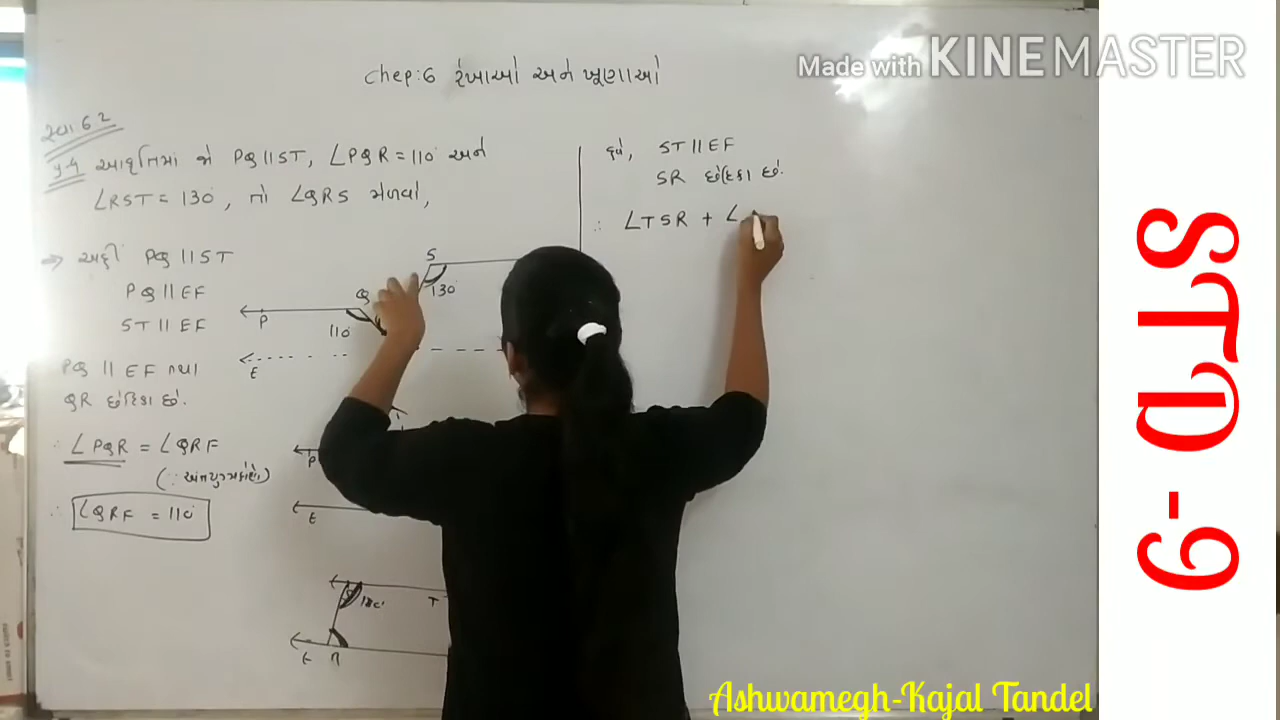 Made with KINEMASTER
Chep:6 રેખાઓ અને ખૂણાઓ
સ્વા 6.2
પ્ર-4 આકૃતિમાં જો PQ || ST, ∠PQR = 110° અને
∠RST = 130°, તો ∠QRS મેળવો,
⇒ અહીં PQ || ST
PQ || EF
ST || EF
PQ || EF તથા
QR છેદિકા છે.
∴ ∠PQR = ∠QRF
(∵ અંતઃયુગ્મકોણો)
∴ ∠QRF = 110°
S
130°
Q
P
110°
E
P
E
T
130°
E R
હવે, ST || EF
SR છેદિકા છે.
∴ ∠TSR + ∠
STD-9
Ashwamegh-Kajal Tandel